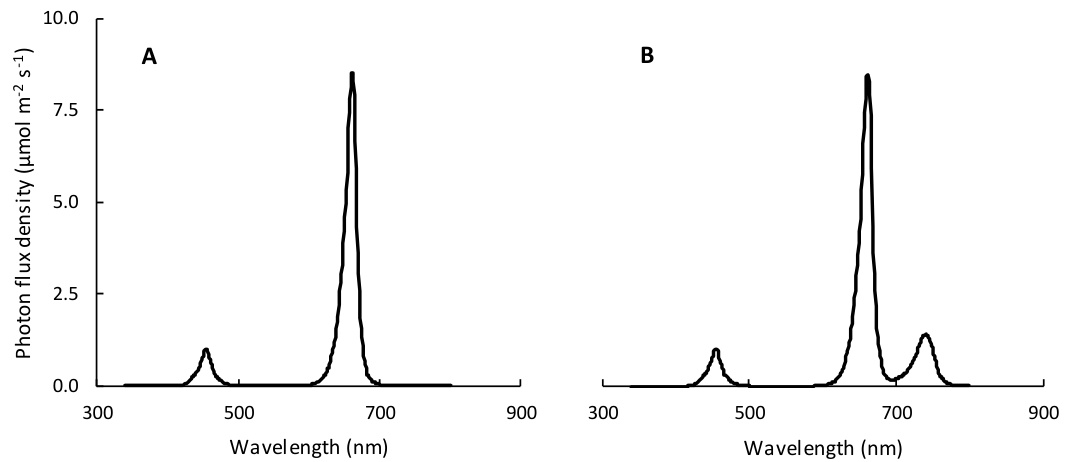 10.0
7.5
5.0
2.5
0.0
Photon flux density (µmol m⁻² s⁻¹)
A
300 500 700 900
Wavelength (nm)
B
300 500 700 900
Wavelength (nm)